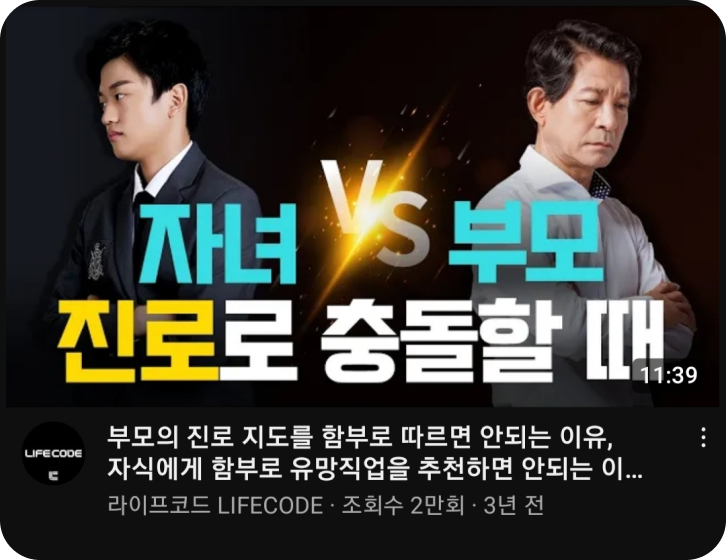 자녀 VS 부모
진로로 충돌할 때
11:39
LIFECODE
부모의 진로 지도를 함부로 따르면 안되는 이유,
자식에게 함부로 유망직업을 추천하면 안되는 이...
라이프코드 LIFECODE · 조회수 2만회 · 3년 전